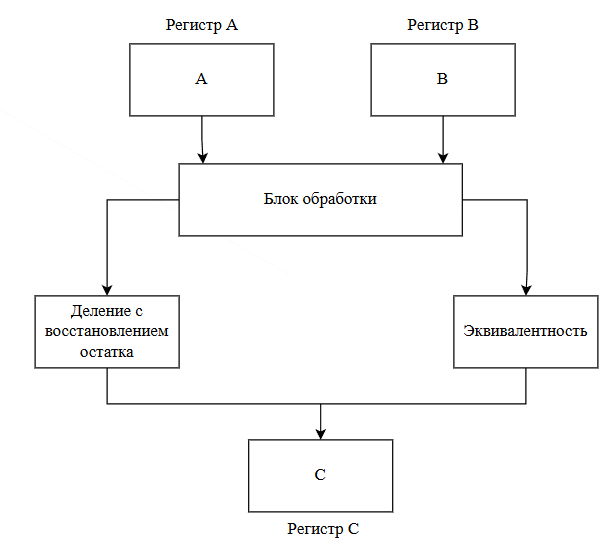 Регистр А
Регистр В
А
В
Блок обработки
Деление с
восстановлением
остатка
Эквивалентность
С
Регистр С